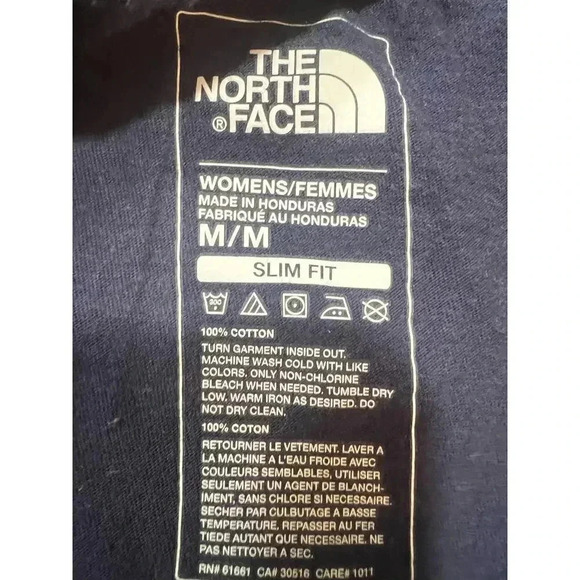 THE
NORTH
® FACE
WOMENS/FEMMES
MADE IN HONDURAS
FABRIQUÉ AU HONDURAS
M/M
SLIM FIT
100% COTTON
TURN GARMENT INSIDE OUT.
MACHINE WASH COLD WITH LIKE
COLORS. ONLY NON-CHLORINE
BLEACH WHEN NEEDED. TUMBLE DRY
LOW. WARM IRON AS DESIRED. DO
NOT DRY CLEAN.
100% COTON
RETOURNER LE VETEMENT. LAVER A
LA MACHINE A L'EAU FROIDE AVEC
COULEURS SEMBLABLES, UTILISER
SEULEMENT UN AGENT DE BLANCH-
IMENT, SANS CHLORE SI NECESSAIRE.
SECHER PAR CULBUTAGE A BASSE
TEMPERATURE. REPASSER AU FER
TIEDE AUTANT QUE NECESSAIRE. NE
PAS NETTOYER A SEC.
RN# 61661 CA# 30516 CARE# 1011